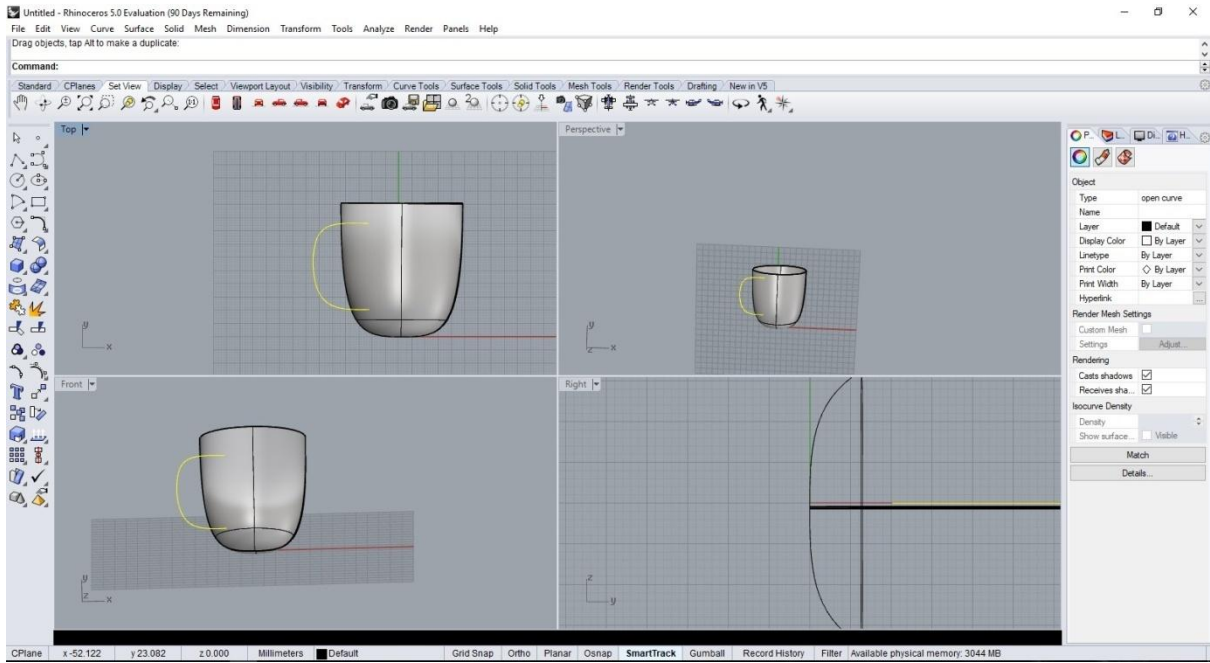 Untitled - Rhinoceros 5.0 Evaluation (90 Days Remaining)
File Edit View Curve Surface Solid Mesh Dimension Transform Tools Analyze Render Panels Help
Drag objects, tap Alt to make a duplicate:
Command:
Standard CPlanes Set View Display Select Viewport Layout Visibility Transform Curve Tools Surface Tools Solid Tools Mesh Tools Render Tools Drafting New in V5
Top
Perspective
P... L... Di... H...
Object
Type open curve
Name
Layer Default
Display Color By Layer
Linetype By Layer
Print Color By Layer
Print Width By Layer
Hyperlink ...
Render Mesh Settings
Custom Mesh
Settings Adjust...
Rendering
Casts shadows
Receives sha...
Isocurve Density
Density
Show surface... Visible
Match
Details...
y
x
y
z x
Front
Right
y
z x
z
y
CPlane x -52.122 y 23.082 z 0.000 Millimeters Default Grid Snap Ortho Planar Osnap SmartTrack Gumball Record History Filter Available physical memory: 3044 MB